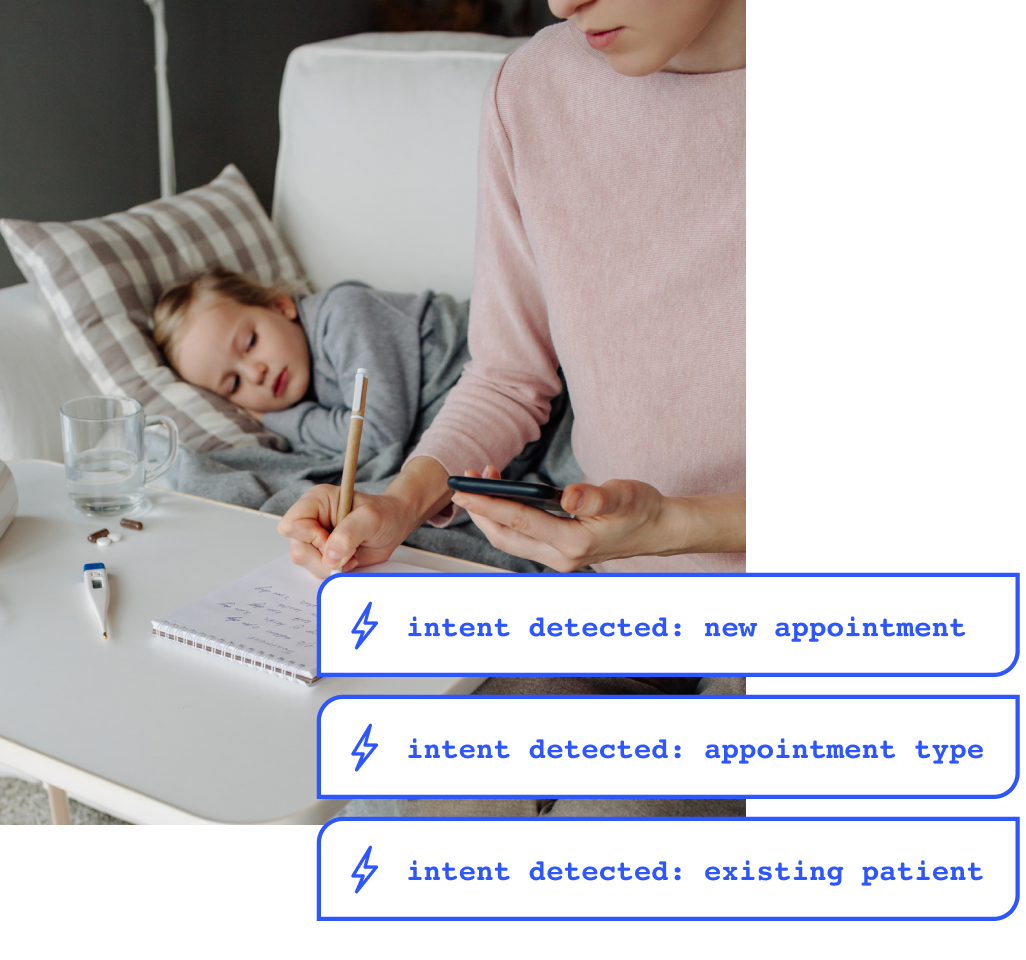 intent detected: new appointment
intent detected: appointment type
intent detected: existing patient